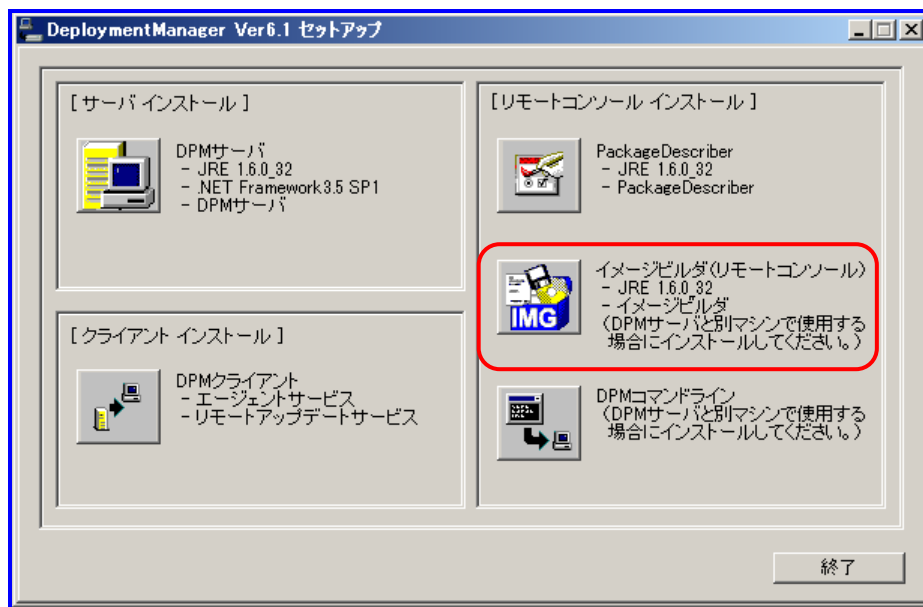 DeploymentManager Ver6.1 セットアップ
[サーバ インストール]
DPMサーバ
- JRE 1.6.0_32
- .NET Framework3.5 SP1
- DPMサーバ
[クライアント インストール]
DPMクライアント
- エージェントサービス
- リモートアップデートサービス
[リモートコンソール インストール]
PackageDescriber
- JRE 1.6.0_32
- PackageDescriber
イメージビルダ(リモートコンソール)
- JRE 1.6.0_32
- イメージビルダ
(DPMサーバと別マシンで使用する
場合にインストールしてください。)
IMG
DPMコマンドライン
(DPMサーバと別マシンで使用する
場合にインストールしてください。)
終了